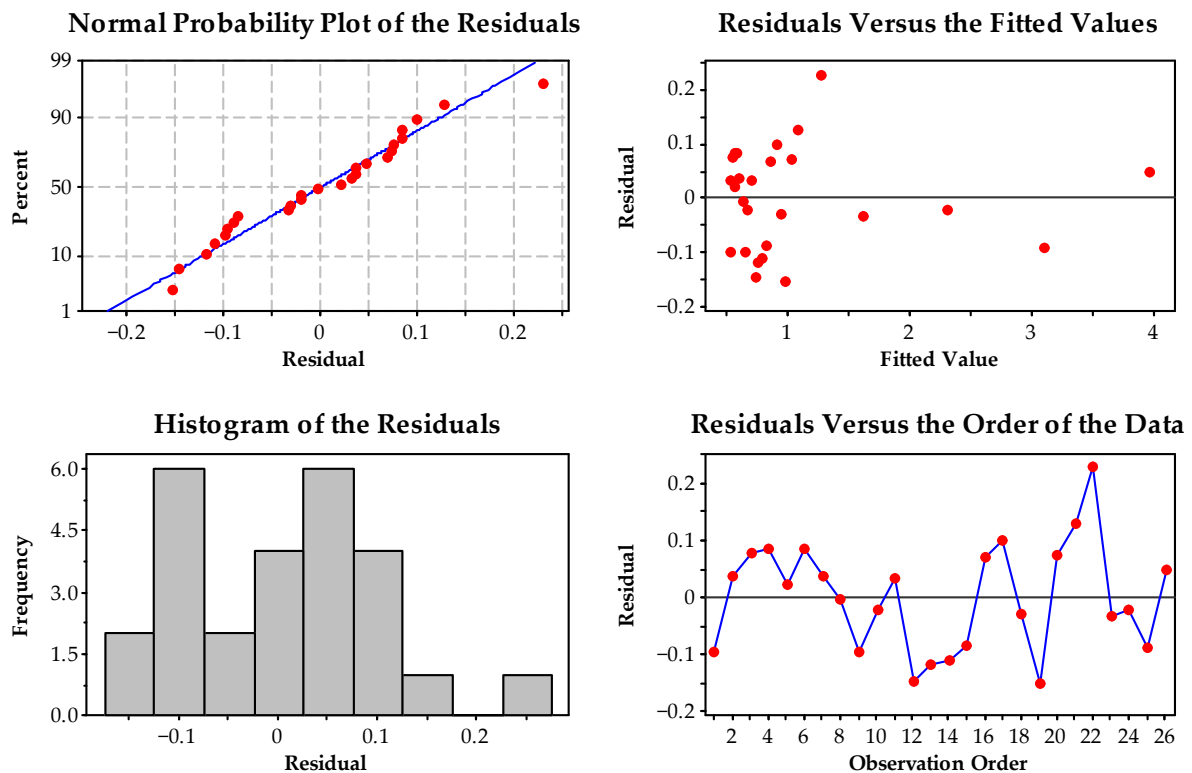 Normal Probability Plot of the Residuals
99
90
50
10
1
Percent
−0.2 −0.1 0 0.1 0.2
Residual
Residuals Versus the Fitted Values
0.2
0.1
0
−0.1
−0.2
Residual
1 2 3 4
Fitted Value
Histogram of the Residuals
6.0
4.5
3.0
1.5
0.0
Frequency
−0.1 0 0.1 0.2
Residual
Residuals Versus the Order of the Data
0.2
0.10
0
−0.1
−0.2
Residual
2 4 6 8 10 12 14 16 18 20 22 24 26
Observation Order